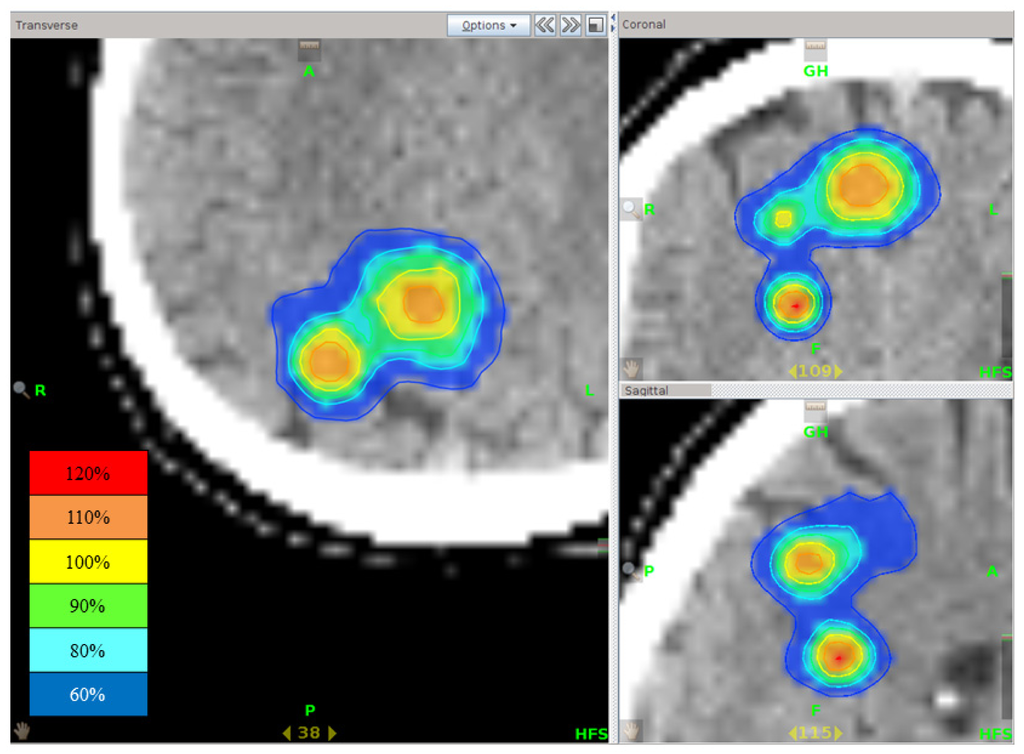 Transverse
Options
A
R
L
120%
110%
100%
90%
80%
60%
P
38
HFS
Coronal
GH
R
L
F
109
HFS
Sagittal
GH
P
A
F
115
HFS